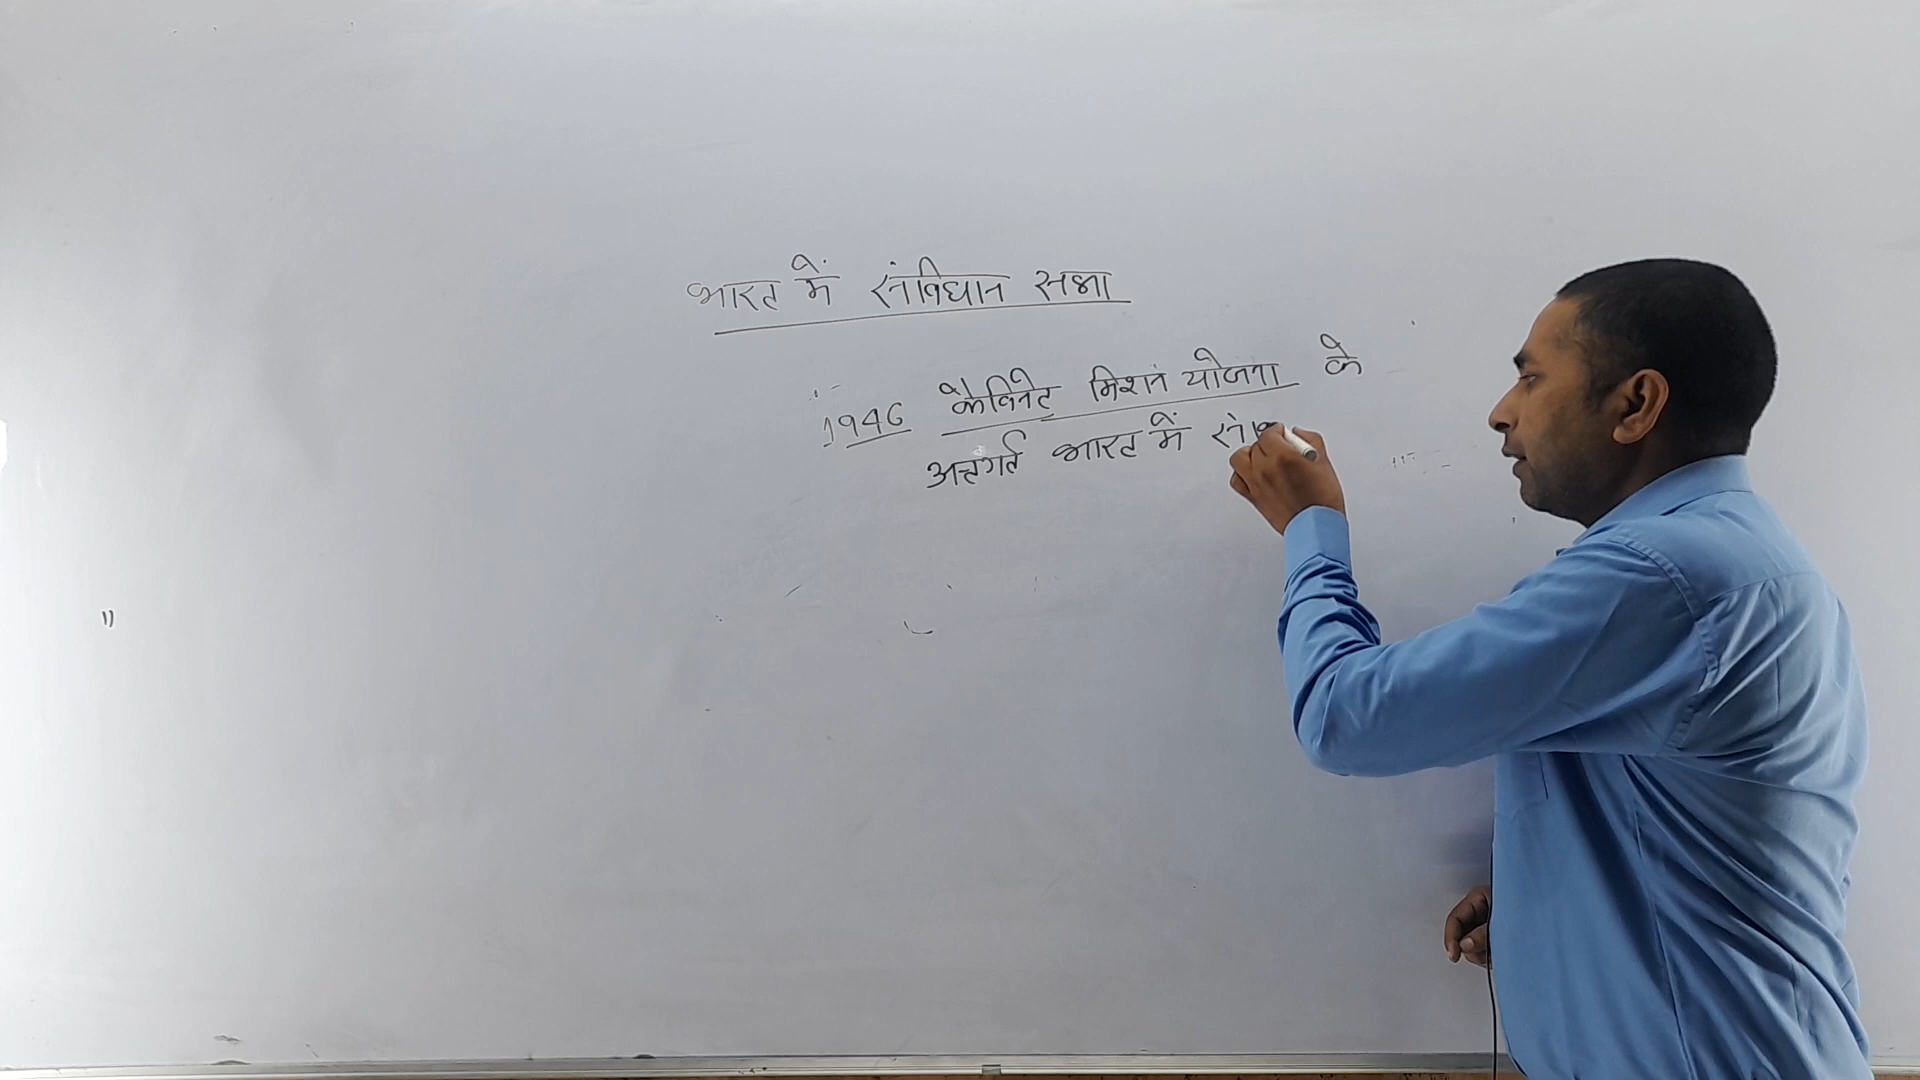 भारत में संविधान सभा
1946 कैविनेट मिशन योजना के
अन्तर्गत भारत में